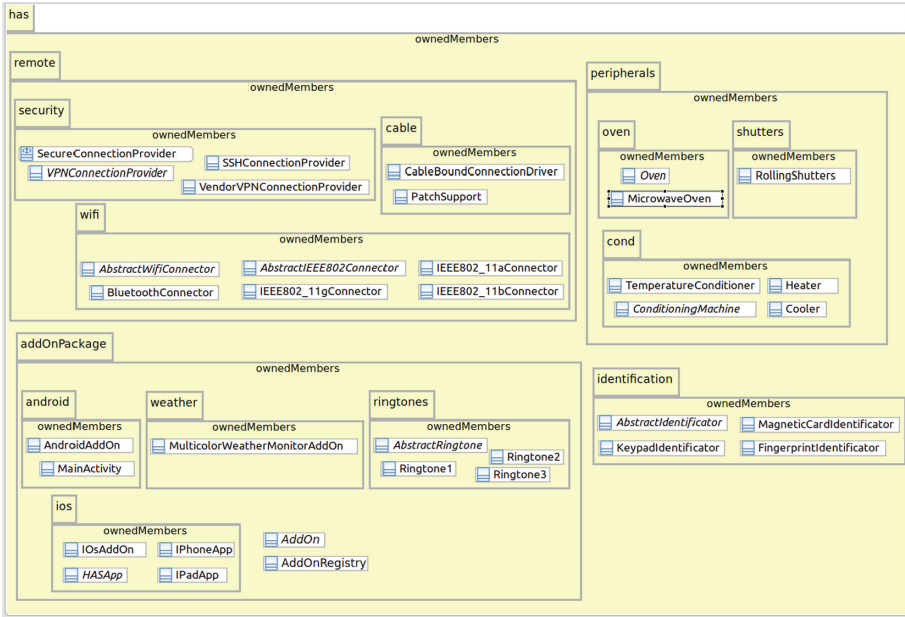 has
ownedMembers
remote
ownedMembers
security
ownedMembers
SecureConnectionProvider
SSHConnectionProvider
VPNConnectionProvider
VendorVPNConnectionProvider
cable
ownedMembers
CableBoundConnectionDriver
PatchSupport
wifi
ownedMembers
AbstractWifiConnector
AbstractIEEE802Connector
IEEE802_11aConnector
BluetoothConnector
IEEE802_11gConnector
IEEE802_11bConnector
peripherals
ownedMembers
oven
ownedMembers
Oven
MicrowaveOven
shutters
ownedMembers
RollingShutters
cond
ownedMembers
TemperatureConditioner
Heater
ConditioningMachine
Cooler
addOnPackage
ownedMembers
android
ownedMembers
AndroidAddOn
MainActivity
weather
ownedMembers
MulticolorWeatherMonitorAddOn
ringtones
ownedMembers
AbstractRingtone
Ringtone2
Ringtone1
Ringtone3
ios
ownedMembers
IOsAddOn
IPhoneApp
HASApp
IPadApp
AddOn
AddOnRegistry
identification
ownedMembers
AbstractIdentificator
MagneticCardIdentificator
KeypadIdentificator
FingerprintIdentificator